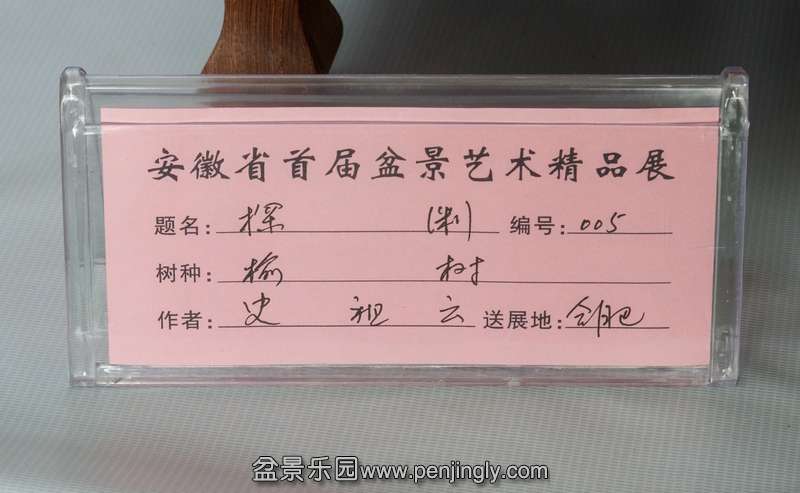 安徽省首届盆景艺术精品展
题名：探 渊 编号：005
树种：榆 树
作者：史 祖 云 送展地：合肥
盆景乐园www.penjingly.com